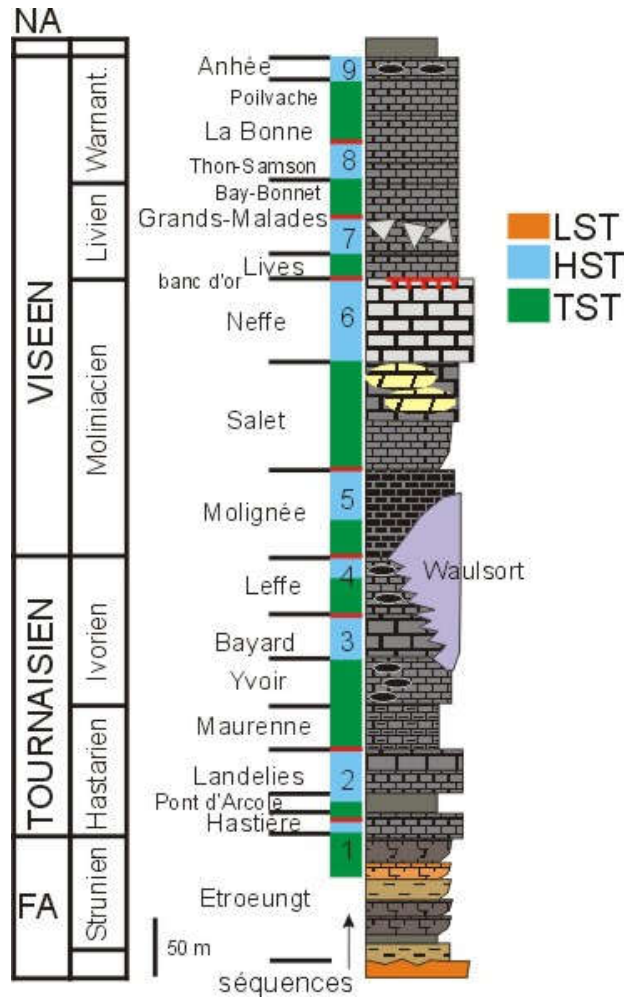 NA
VISEEN
TOURNAISIEN
FA
Warnant.
Livien
Moliniacien
Ivorien
Hastarien
Strunien
Anhée
Poilvache
La Bonne
Thon-Samson
Bay-Bonnet
Grands-Malades
Lives
banc d'or
Neffe
Salet
Molignée
Leffe
Bayard
Yvoir
Maurenne
Landelies
Pont d'Arcole
Hastière
Etroeungt
50 m
séquences
9
8
7
6
5
4
3
2
1
Waulsort
LST
HST
TST